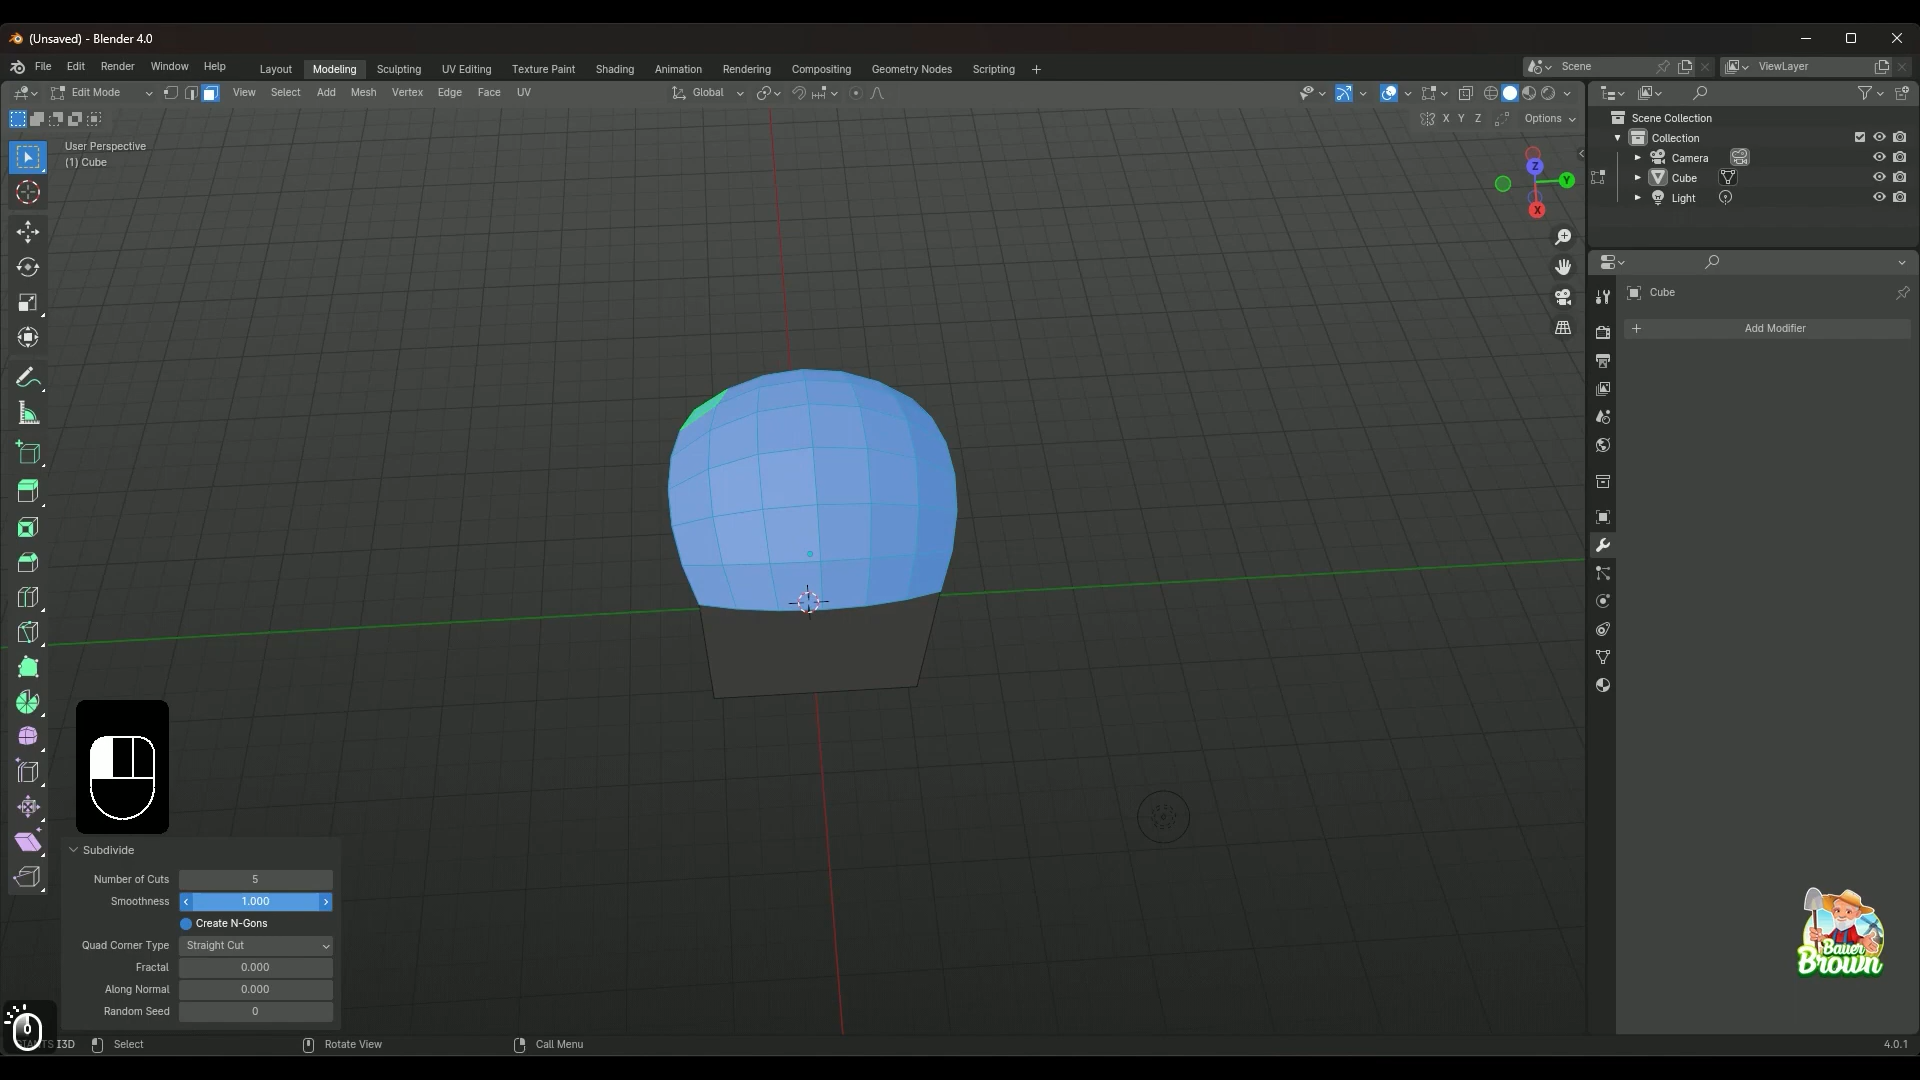 (Unsaved) - Blender 4.0
File Edit Render Window Help
Layout Modeling Sculpting UV Editing Texture Paint Shading Animation Rendering Compositing Geometry Nodes Scripting +
Scene
ViewLayer
Edit Mode
View Select Add Mesh Vertex Edge Face UV
Global
X Y Z
Options
User Perspective
(1) Cube
Z
Y
X
Scene Collection
Collection
Camera
Cube
Light
Cube
+ Add Modifier
Subdivide
Number of Cuts 5
Smoothness 1.000
Create N-Gons
Quad Corner Type Straight Cut
Fractal 0.000
Along Normal 0.000
Random Seed 0
I3D
Select
Rotate View
Call Menu
4.0.1
Bauer
Brown